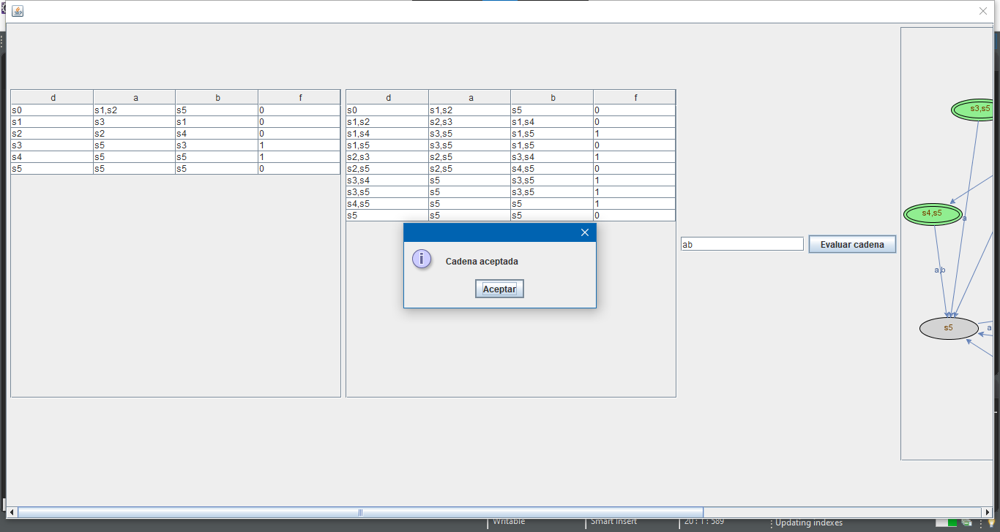 d a b f
s0 s1,s2 s5 0
s1 s3 s1 0
s2 s2 s4 0
s3 s5 s3 1
s4 s5 s5 1
s5 s5 s5 0
d a b f
s0 s1,s2 s5 0
s1,s2 s2,s3 s1,s4 0
s1,s4 s3,s5 s1,s5 1
s1,s5 s3,s5 s1,s5 0
s2,s3 s2,s5 s3,s4 1
s2,s5 s2,s5 s4,s5 0
s3,s4 s5 s3,s5 1
s3,s5 s5 s3,s5 1
s4,s5 s5 s5 1
s5 s5 s5 0
Cadena aceptada
Aceptar
ab
Evaluar cadena
s3,s5
s4,s5
a
a,b
s5
a
Writable
Smart Insert
20 : 1 : 589
Updating indexes